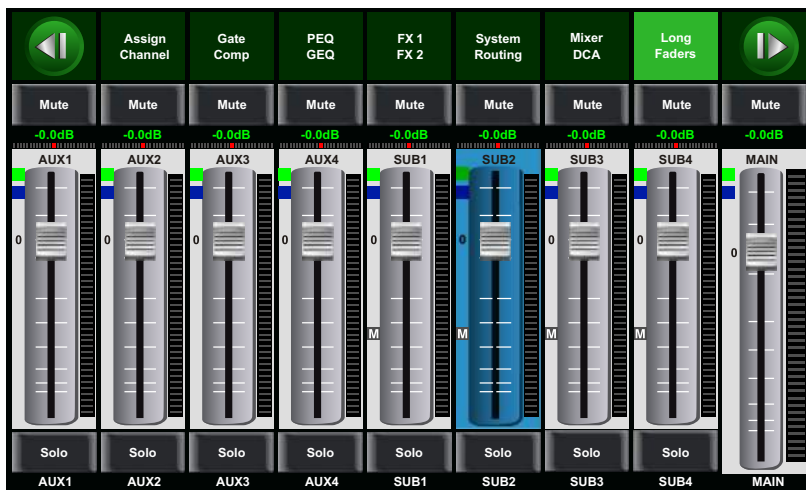 Assign Channel
Gate Comp
PEQ GEQ
FX 1 FX 2
System Routing
Mixer DCA
Long Faders
Mute Mute Mute Mute Mute Mute Mute Mute Mute
-0.0dB -0.0dB -0.0dB -0.0dB -0.0dB -0.0dB -0.0dB -0.0dB -0.0dB
AUX1 AUX2 AUX3 AUX4 SUB1 SUB2 SUB3 SUB4 MAIN
0 0 0 0 0 0 0 0 0
M M M M
Solo Solo Solo Solo Solo Solo Solo Solo
AUX1 AUX2 AUX3 AUX4 SUB1 SUB2 SUB3 SUB4 MAIN